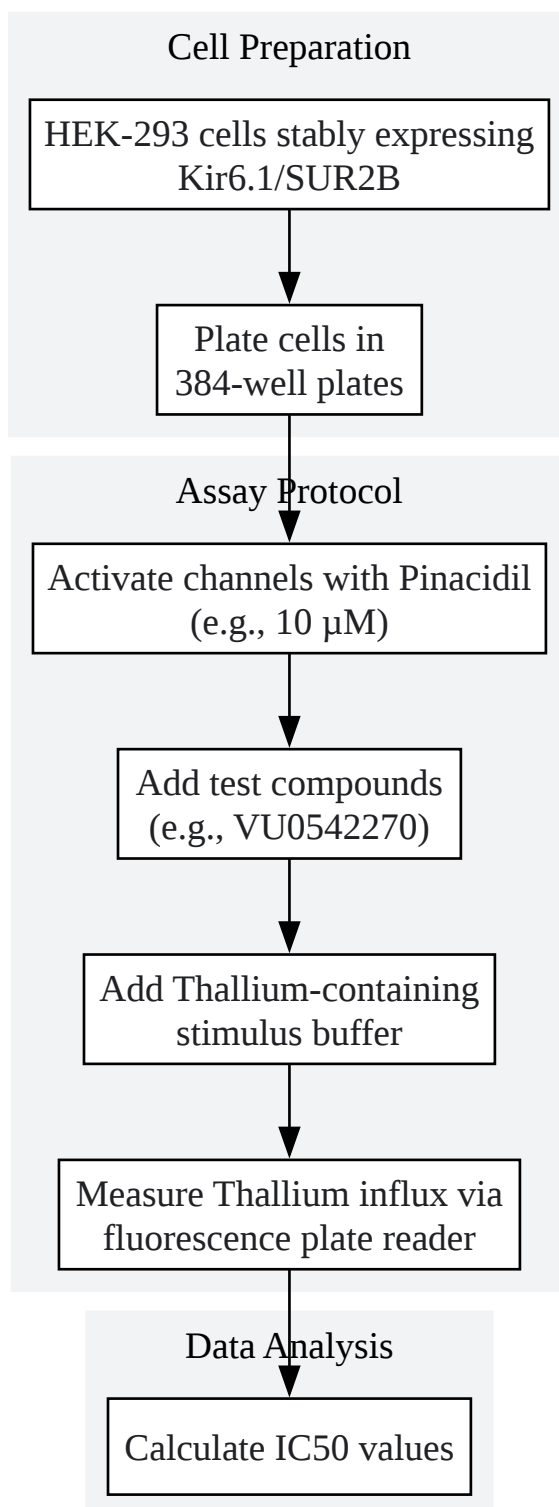 Cell Preparation
HEK-293 cells stably expressing
Kir6.1/SUR2B
Plate cells in
384-well plates
Assay Protocol
Activate channels with Pinacidil
(e.g., 10 µM)
Add test compounds
(e.g., VU0542270)
Add Thallium-containing
stimulus buffer
Measure Thallium influx via
fluorescence plate reader
Data Analysis
Calculate IC50 values